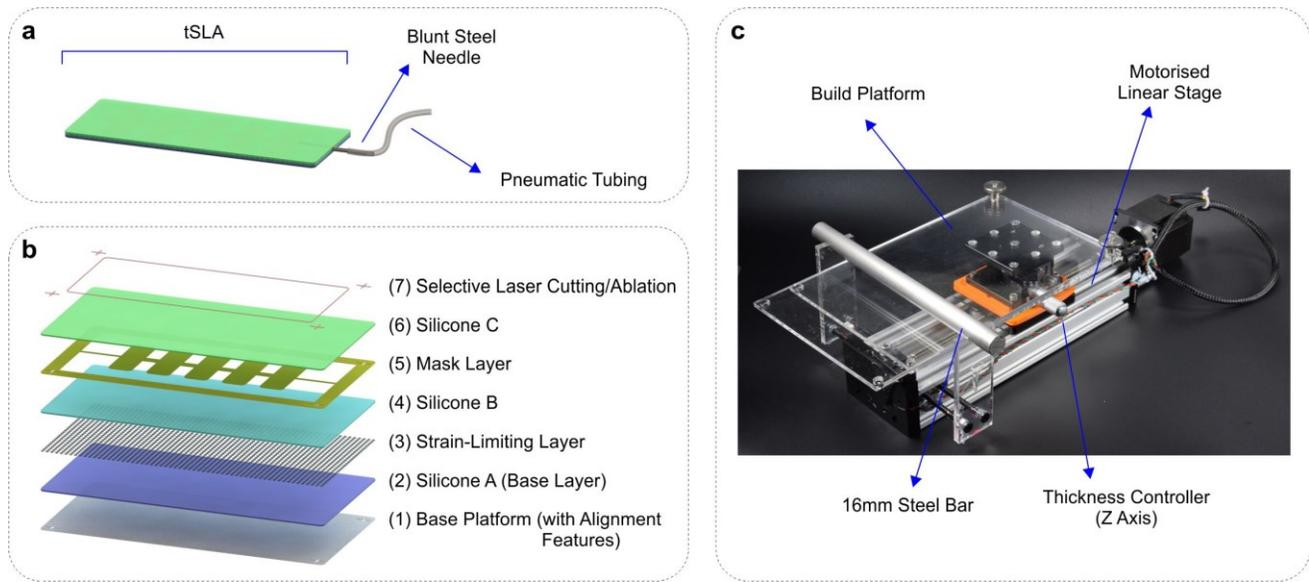 a
tSLA
Blunt Steel
Needle
Pneumatic Tubing
b
(7) Selective Laser Cutting/Ablation
(6) Silicone C
(5) Mask Layer
(4) Silicone B
(3) Strain-Limiting Layer
(2) Silicone A (Base Layer)
(1) Base Platform (with Alignment
Features)
c
Build Platform
Motorised
Linear Stage
16mm Steel Bar
Thickness Controller
(Z Axis)